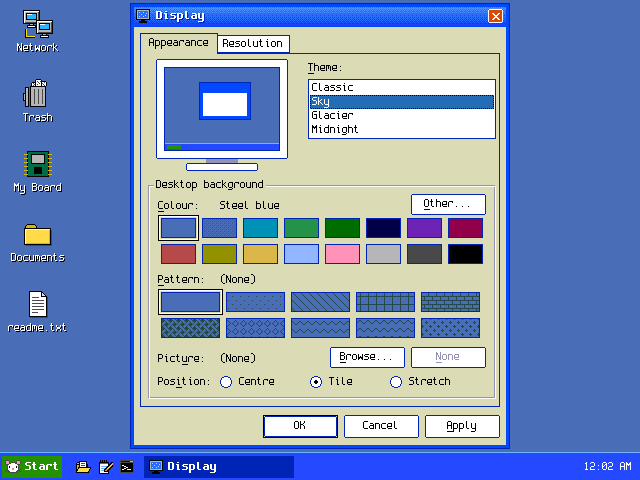 Network
Trash
My Board
Documents
readme.txt
Display
Appearance
Resolution
Theme:
Classic
Sky
Glacier
Midnight
Desktop background
Colour: Steel blue
Other...
Pattern: (None)
Picture: (None)
Browse...
None
Position: Centre Tile Stretch
OK
Cancel
Apply
Start
Display
12:02 AM